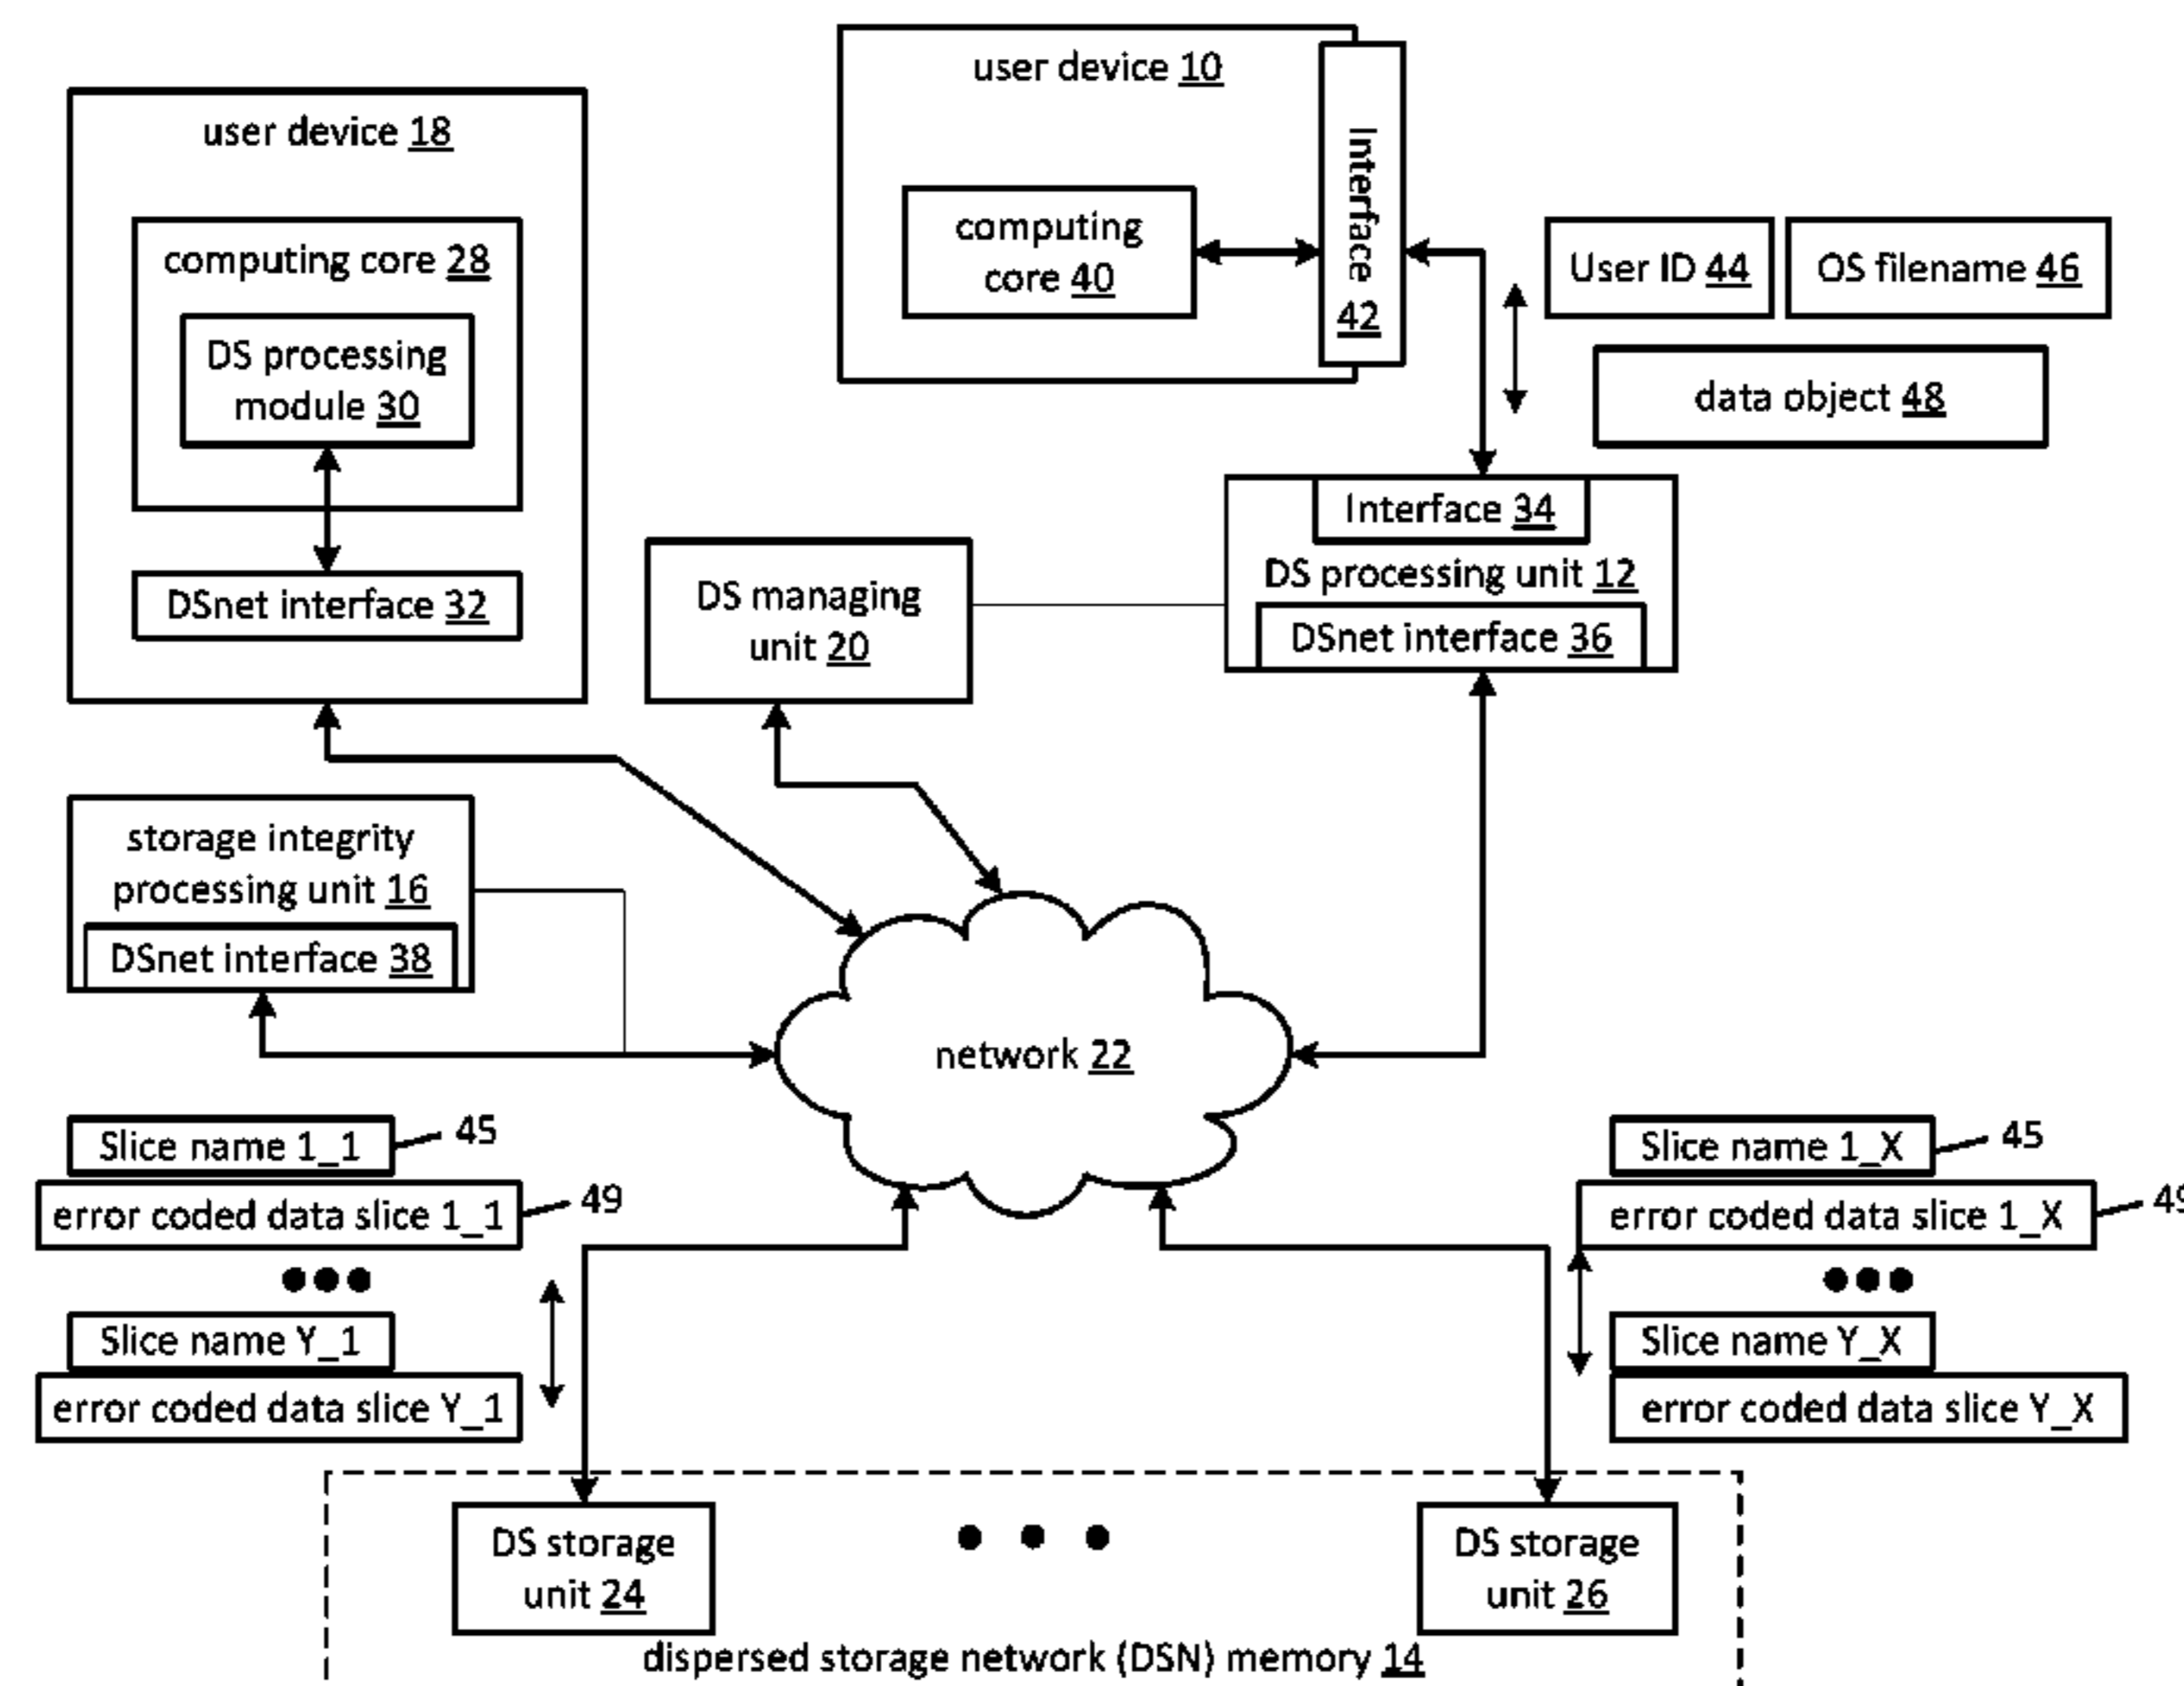 user device 10
user device 18
computing core 28
DS processing
module 30
DSnet interface 32
computing
core 40
Interface 42
User ID 44
OS filename 46
data object 48
Interface 34
DS processing unit 12
DSnet interface 36
DS managing
unit 20
storage integrity
processing unit 16
DSnet interface 38
network 22
Slice name 1_1
45
error coded data slice 1_1
49
Slice name Y_1
error coded data slice Y_1
Slice name 1_X
45
error coded data slice 1_X
49
Slice name Y_X
error coded data slice Y_X
DS storage
unit 24
DS storage
unit 26
dispersed storage network (DSN) memory 14